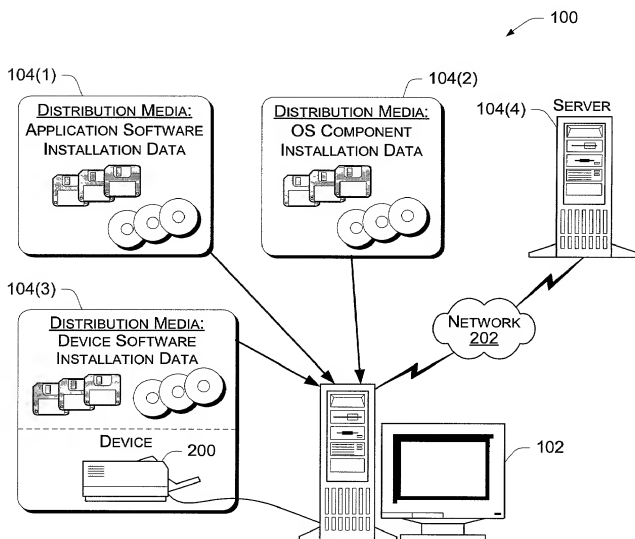 100
104(1)
DISTRIBUTION MEDIA:
APPLICATION SOFTWARE
INSTALLATION DATA
104(2)
DISTRIBUTION MEDIA:
OS COMPONENT
INSTALLATION DATA
104(4)
SERVER
104(3)
DISTRIBUTION MEDIA:
DEVICE SOFTWARE
INSTALLATION DATA
DEVICE
200
NETWORK
202
102